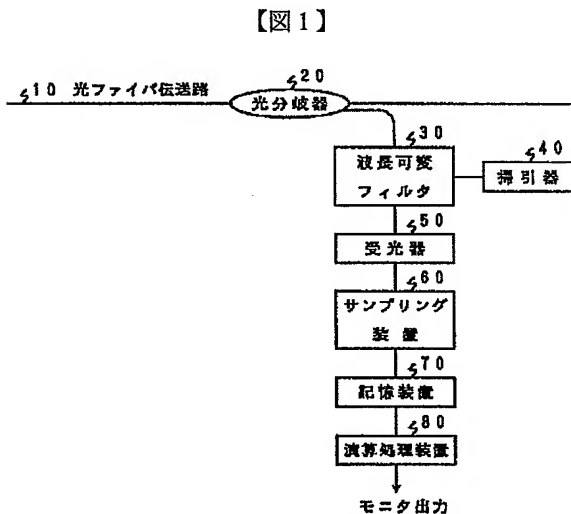 【図1】
20
10 光ファイバ伝送路
光分岐器
30
40
波長可変
フィルタ
掃引器
50
受光器
60
サンプリング
装置
70
記憶装置
80
演算処理装置
モニタ出力